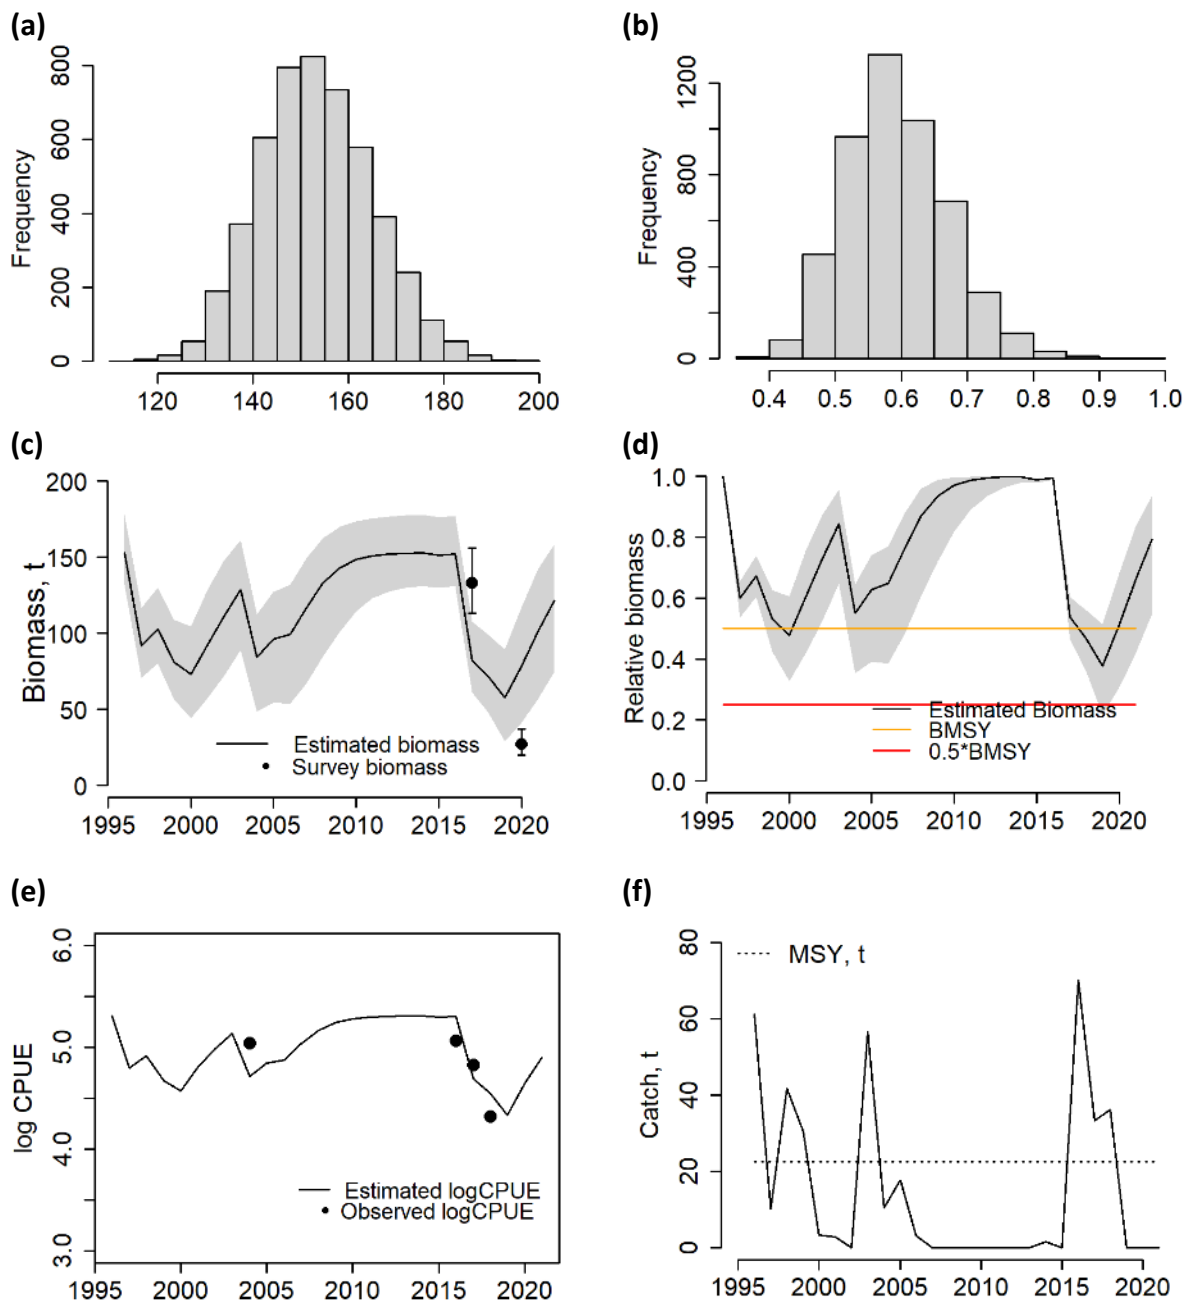 (a)
Frequency
0 200 400 600 800
120 140 160 180 200
(b)
Frequency
0 400 800 1200
0.4 0.5 0.6 0.7 0.8 0.9 1.0
(c)
Biomass, t
0 50 100 150 200
Estimated biomass
Survey biomass
1995 2000 2005 2010 2015 2020
(d)
Relative biomass
0.0 0.2 0.4 0.6 0.8 1.0
Estimated Biomass
BMSY
0.5*BMSY
1995 2000 2005 2010 2015 2020
(e)
log CPUE
3.0 4.0 5.0 6.0
Estimated logCPUE
Observed logCPUE
1995 2000 2005 2010 2015 2020
(f)
Catch, t
0 20 40 60 80
MSY, t
1995 2000 2005 2010 2015 2020